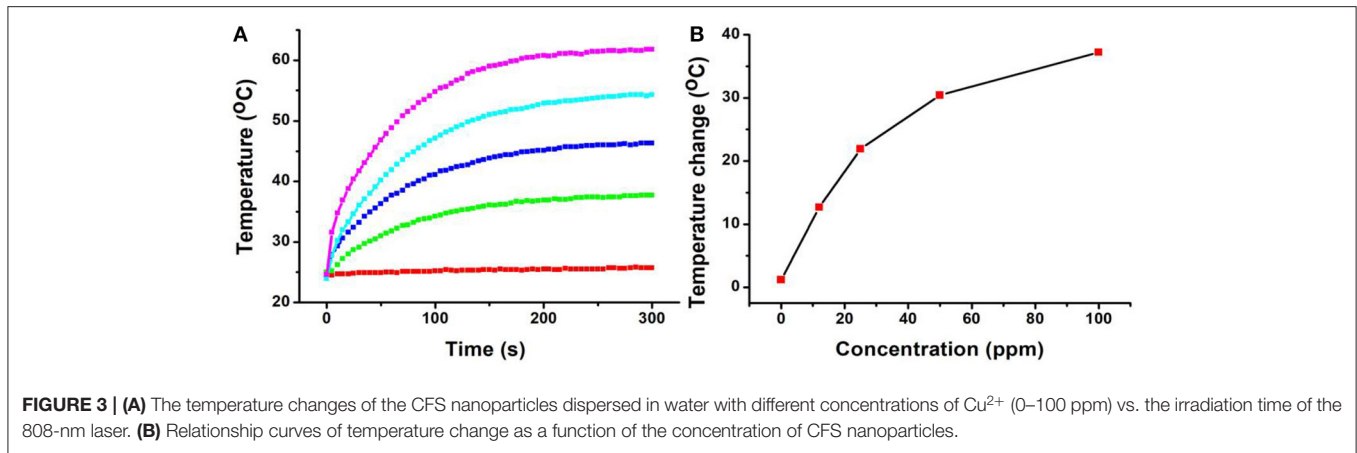 A
Temperature (⁰C)
60
50
40
30
20
0
100
200
300
Time (s)
B
Temperature change (⁰C)
40
30
20
10
0
0
20
40
60
80
100
Concentration (ppm)
FIGURE 3 | (A) The temperature changes of the CFS nanoparticles dispersed in water with different concentrations of Cu²⁺ (0–100 ppm) vs. the irradiation time of the
808-nm laser. (B) Relationship curves of temperature change as a function of the concentration of CFS nanoparticles.